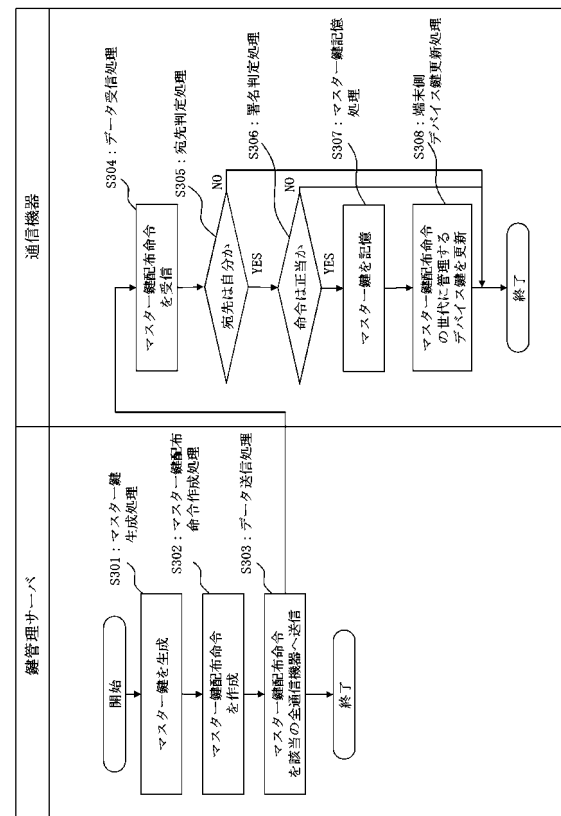 鍵管理サーバ
開始
S301：マスター鍵
生成処理
マスター鍵を生成
S302：マスター鍵配布
命令作成処理
マスター鍵配布命令
を作成
S303：データ送信処理
マスター鍵配布命令
を該当の全通信機器へ送信
終了
通信機器
S304：データ受信処理
マスター鍵配布命令
を受信
S305：宛先判定処理
宛先は自分か
NO
YES
S306：署名判定処理
命令は正当か
NO
YES
S307：マスター鍵記憶
処理
マスター鍵を記憶
S308：端末側
デバイス鍵更新処理
マスター鍵配布命令
の世代に管理する
デバイス鍵を更新
終了